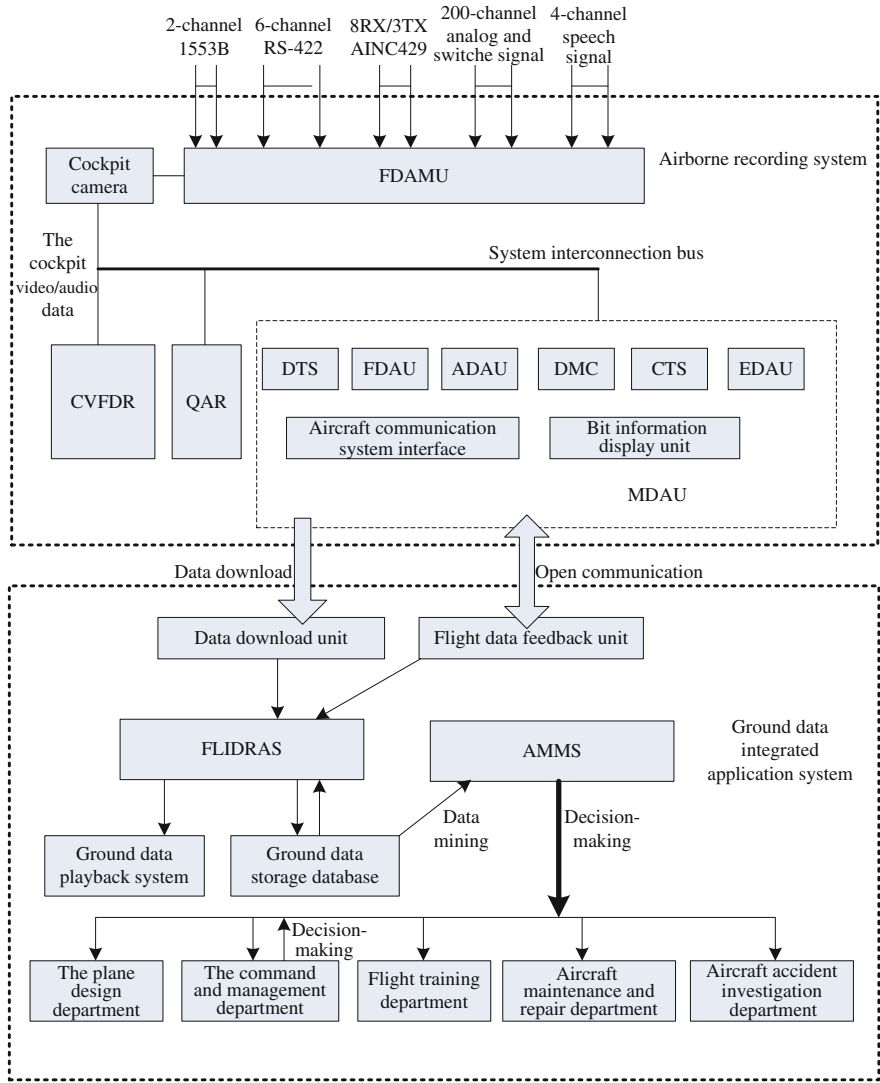 2-channel
1553B
6-channel
RS-422
8RX/3TX
AINC429
200-channel
analog and
switche signal
4-channel
speech
signal
Airborne recording system
Cockpit
camera
FDAMU
The
cockpit
video/audio
data
System interconnection bus
CVFDR
QAR
DTS
FDAU
ADAU
DMC
CTS
EDAU
Aircraft communication
system interface
Bit information
display unit
MDAU
Data download
Open communication
Data download unit
Flight data feedback unit
FLIDRAS
AMMS
Ground data
integrated
application system
Data
mining
Decision-
making
Ground data
playback system
Ground data
storage database
Decision-
making
The plane
design
department
The command
and management
department
Flight training
department
Aircraft
maintenance and
repair department
Aircraft accident
investigation
department